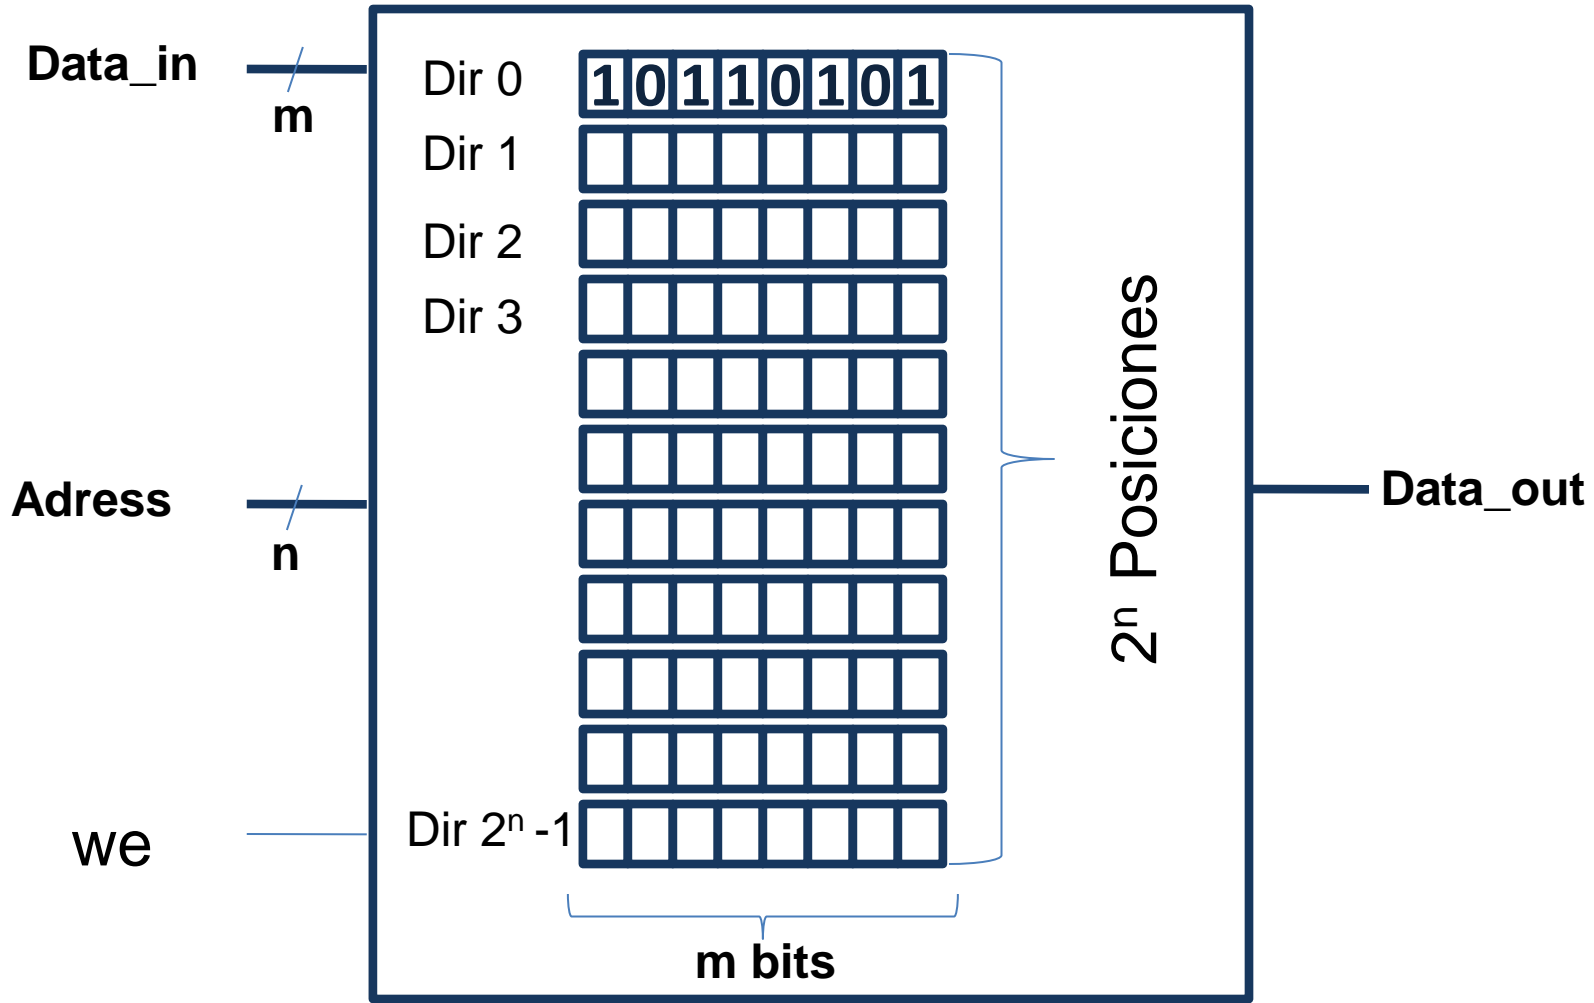 Data_in
m
Dir 0
1 0 1 1 0 1 0 1
Dir 1
Dir 2
Dir 3
2ⁿ Posiciones
Adress
n
Data_out
we
Dir 2ⁿ -1
m bits